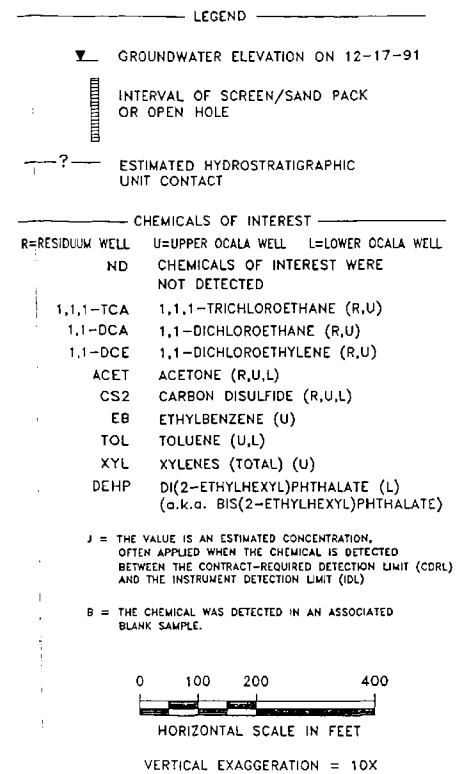 LEGEND
GROUNDWATER ELEVATION ON 12-17-91
INTERVAL OF SCREEN/SAND PACK
OR OPEN HOLE
?
ESTIMATED HYDROSTRATIGRAPHIC
UNIT CONTACT
CHEMICALS OF INTEREST
R=RESIDUUM WELL U=UPPER OCALA WELL L=LOWER OCALA WELL
ND CHEMICALS OF INTEREST WERE
NOT DETECTED
1,1,1-TCA 1,1,1-TRICHLOROETHANE (R,U)
1,1-DCA 1,1-DICHLOROETHANE (R,U)
1,1-DCE 1,1-DICHLOROETHYLENE (R,U)
ACET ACETONE (R,U,L)
CS2 CARBON DISULFIDE (R,U,L)
EB ETHYLBENZENE (U)
TOL TOLUENE (U,L)
XYL XYLENES (TOTAL) (U)
DEHP DI(2-ETHYLHEXYL)PHTHALATE (L)
(a.k.a. BIS(2-ETHYLHEXYL)PHTHALATE)
J = THE VALUE IS AN ESTIMATED CONCENTRATION,
OFTEN APPLIED WHEN THE CHEMICAL IS DETECTED
BETWEEN THE CONTRACT-REQUIRED DETECTION LIMIT (CDRL)
AND THE INSTRUMENT DETECTION LIMIT (IDL)
B = THE CHEMICAL WAS DETECTED IN AN ASSOCIATED
BLANK SAMPLE.
0 100 200 400
HORIZONTAL SCALE IN FEET
VERTICAL EXAGGERATION = 10X